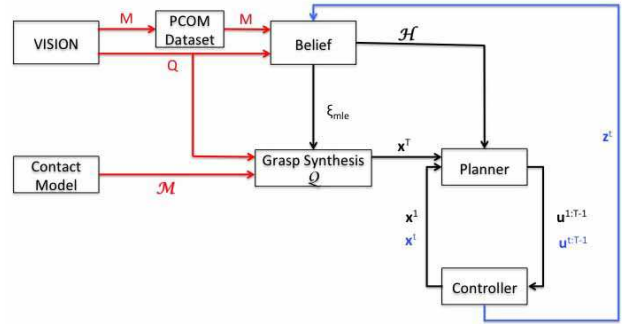 M
PCOM
Dataset
M
VISION
Belief
ℋ
Q
ξmle
zᵗ
Grasp Synthesis
𝒬
xᵀ
Planner
Contact
Model
ℳ
x¹
xᵗ
u¹:ᵀ⁻¹
uᵗ:ᵀ⁻¹
Controller